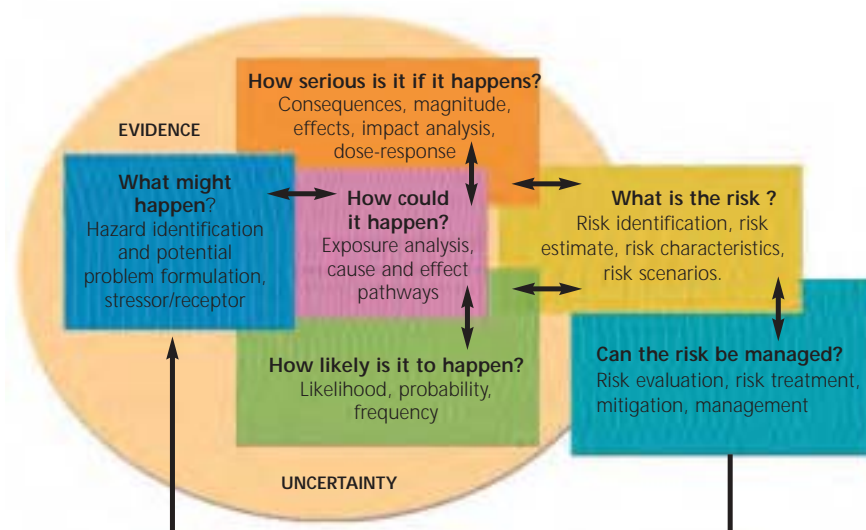 How serious is it if it happens?
Consequences, magnitude,
effects, impact analysis,
dose-response
EVIDENCE
What might
happen?
Hazard identification
and potential
problem formulation,
stressor/receptor
How could
it happen?
Exposure analysis,
cause and effect
pathways
What is the risk ?
Risk identification, risk
estimate, risk characteristics,
risk scenarios.
How likely is it to happen?
Likelihood, probability,
frequency
Can the risk be managed?
Risk evaluation, risk treatment,
mitigation, management
UNCERTAINTY